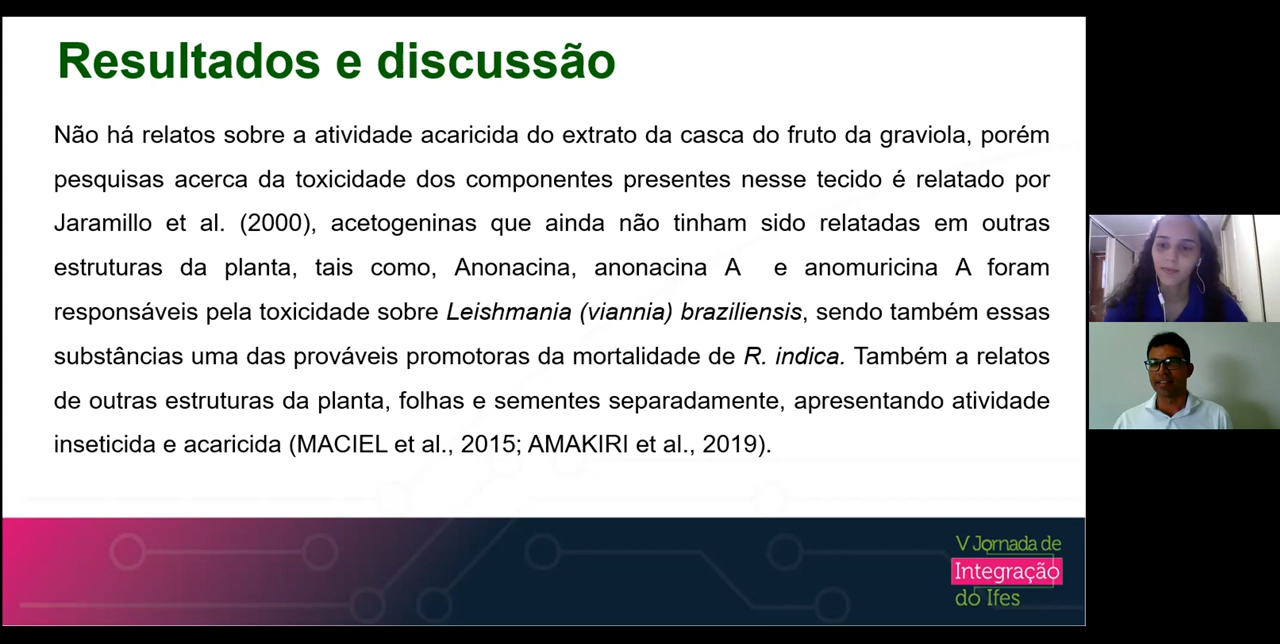 Resultados e discussão
Não há relatos sobre a atividade acaricida do extrato da casca do fruto da graviola, porém
pesquisas acerca da toxicidade dos componentes presentes nesse tecido é relatado por
Jaramillo et al. (2000), acetogeninas que ainda não tinham sido relatadas em outras
estruturas da planta, tais como, Anonacina, anonacina A e anomuricina A foram
responsáveis pela toxicidade sobre Leishmania (viannia) braziliensis, sendo também essas
substâncias uma das prováveis promotoras da mortalidade de R. indica. Também a relatos
de outras estruturas da planta, folhas e sementes separadamente, apresentando atividade
inseticida e acaricida (MACIEL et al., 2015; AMAKIRI et al., 2019).
V Jornada de
Integração
do Ifes